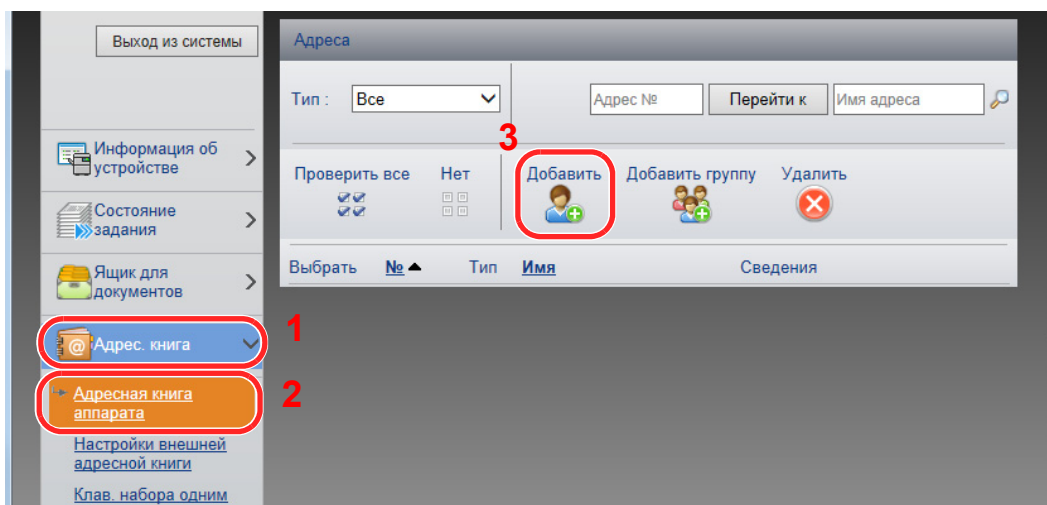 Выход из системы
Информация об
устройстве
Состояние
задания
Ящик для
документов
Адрес. книга
1
Адресная книга
аппарата
2
Настройки внешней
адресной книги
Клав. набора одним
Адреса
Тип : Все Адрес № Перейти к Имя адреса
3
Проверить все Нет Добавить Добавить группу Удалить
Выбрать № Тип Имя Сведения